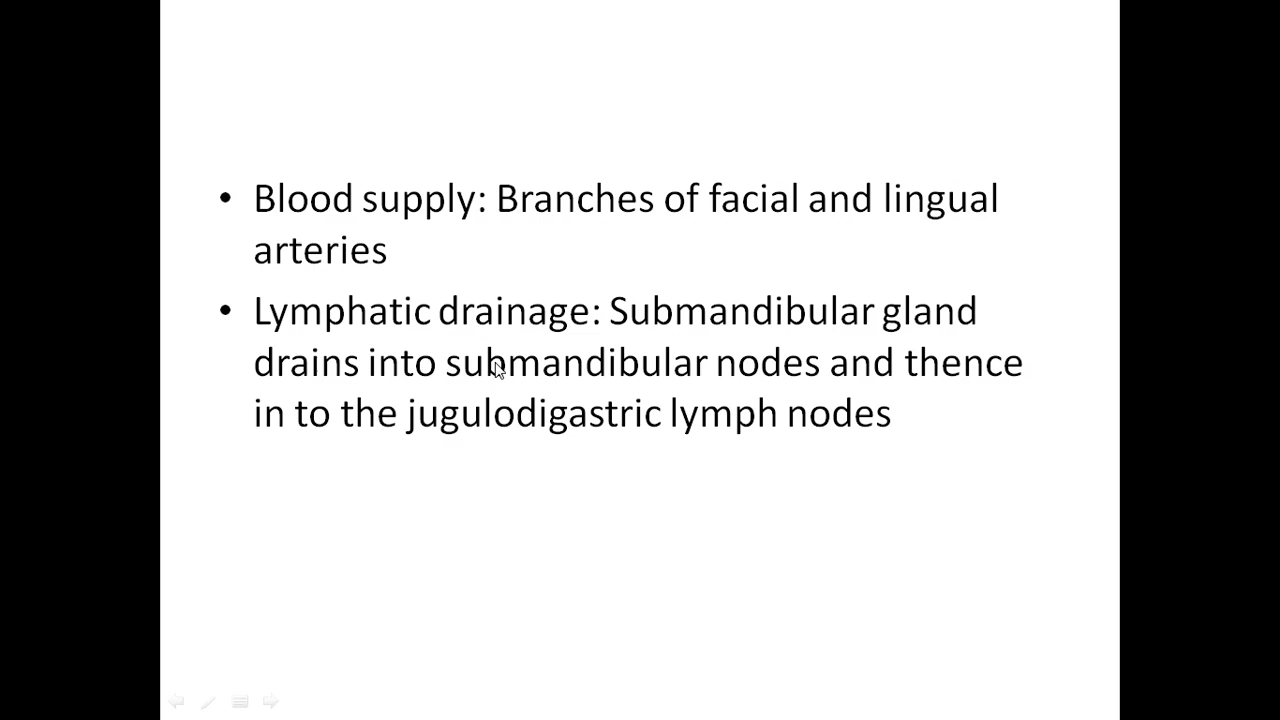 • Blood supply: Branches of facial and lingual
arteries
• Lymphatic drainage: Submandibular gland
drains into submandibular nodes and thence
in to the jugulodigastric lymph nodes